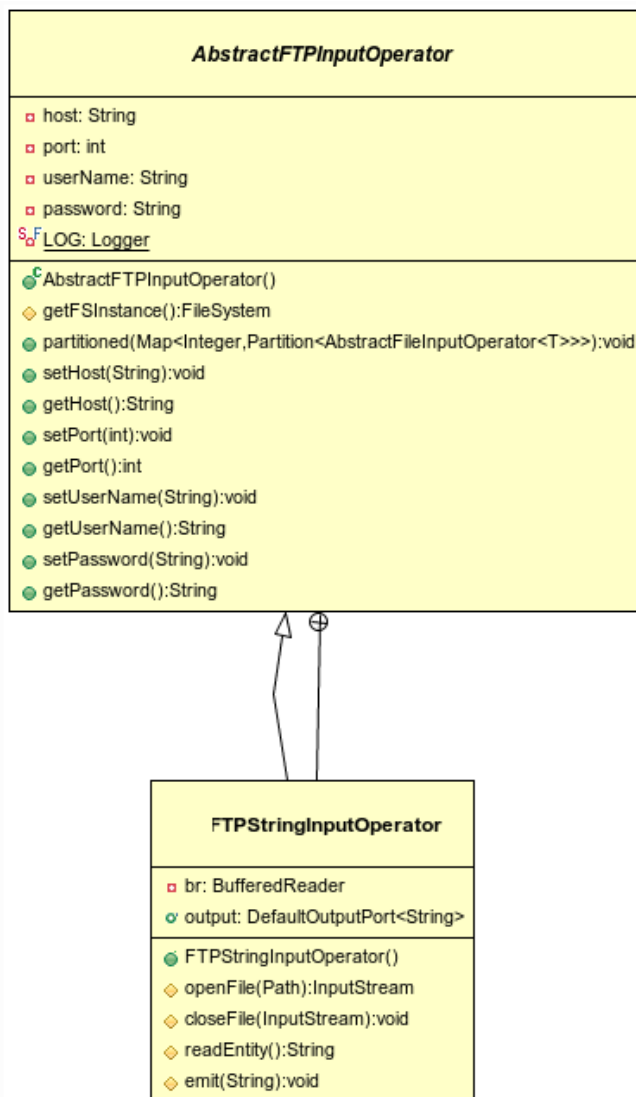 AbstractFTPInputOperator
host: String
port: int
userName: String
password: String
S F LOG: Logger
C AbstractFTPInputOperator()
getFSInstance():FileSystem
partitioned(Map<Integer,Partition<AbstractFileInputOperator<T>>>):void
setHost(String):void
getHost():String
setPort(int):void
getPort():int
setUserName(String):void
getUserName():String
setPassword(String):void
getPassword():String
FTPStringInputOperator
br: BufferedReader
output: DefaultOutputPort<String>
FTPStringInputOperator()
openFile(Path):InputStream
closeFile(InputStream):void
readEntity():String
emit(String):void